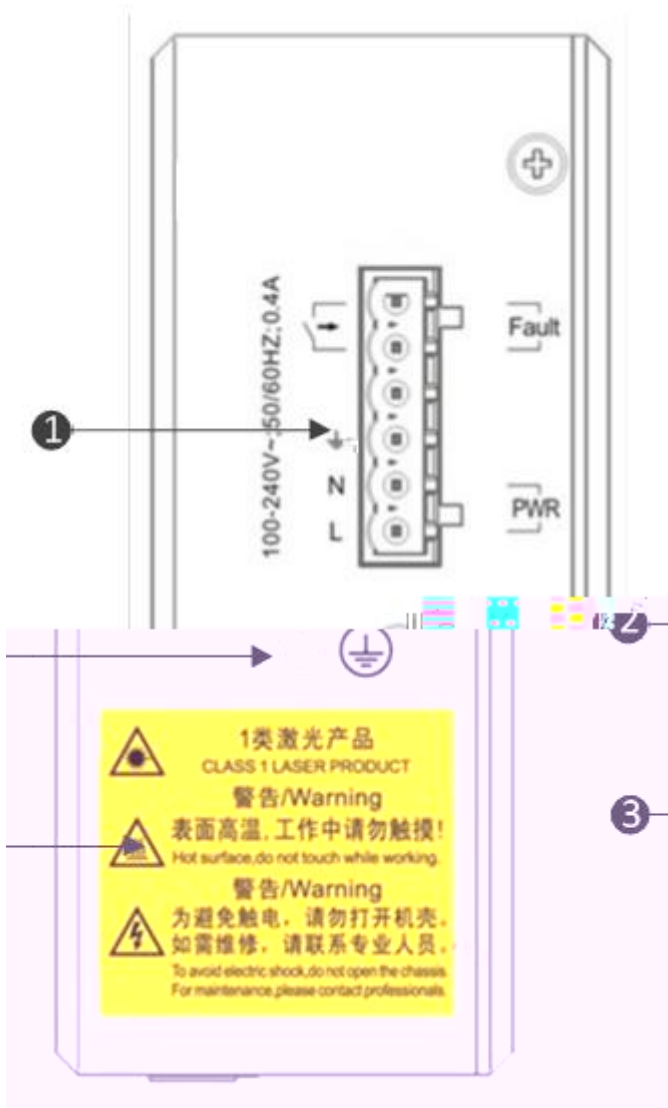 100-240V~;50/60HZ;0.4A
Fault
1
N
PWR
L
2
1类激光产品
CLASS 1 LASER PRODUCT
警告/Warning
3
表面高温,工作中请勿触摸!
Hot surface,do not touch while working.
警告/Warning
为避免触电,请勿打开机壳,
如需维修,请联系专业人员,
To avoid electric shock,do not open the chassis.
For maintenance,please contact professionals.